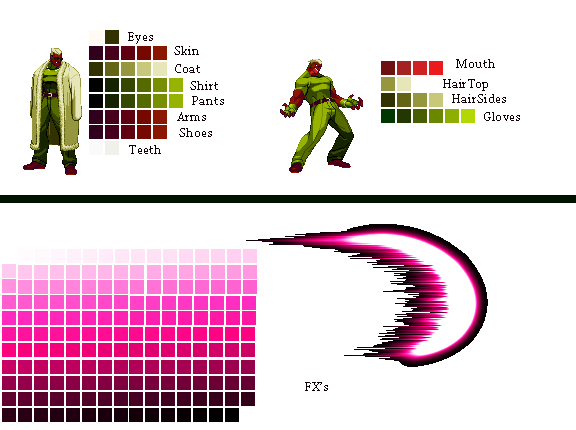 Eyes
Skin
Coat
Shirt
Pants
Arms
Shoes
Teeth
Mouth
HairTop
HairSides
Gloves
FX's